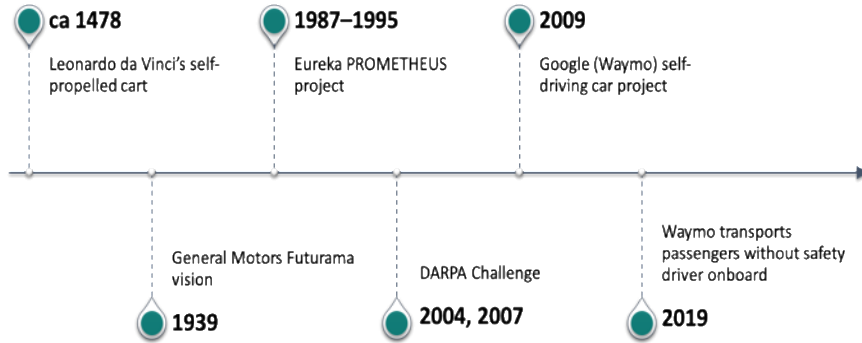 ca 1478
Leonardo da Vinci's self-
propelled cart
1987–1995
Eureka PROMETHEUS
project
2009
Google (Waymo) self-
driving car project
General Motors Futurama
vision
1939
DARPA Challenge
2004, 2007
Waymo transports
passengers without safety
driver onboard
2019